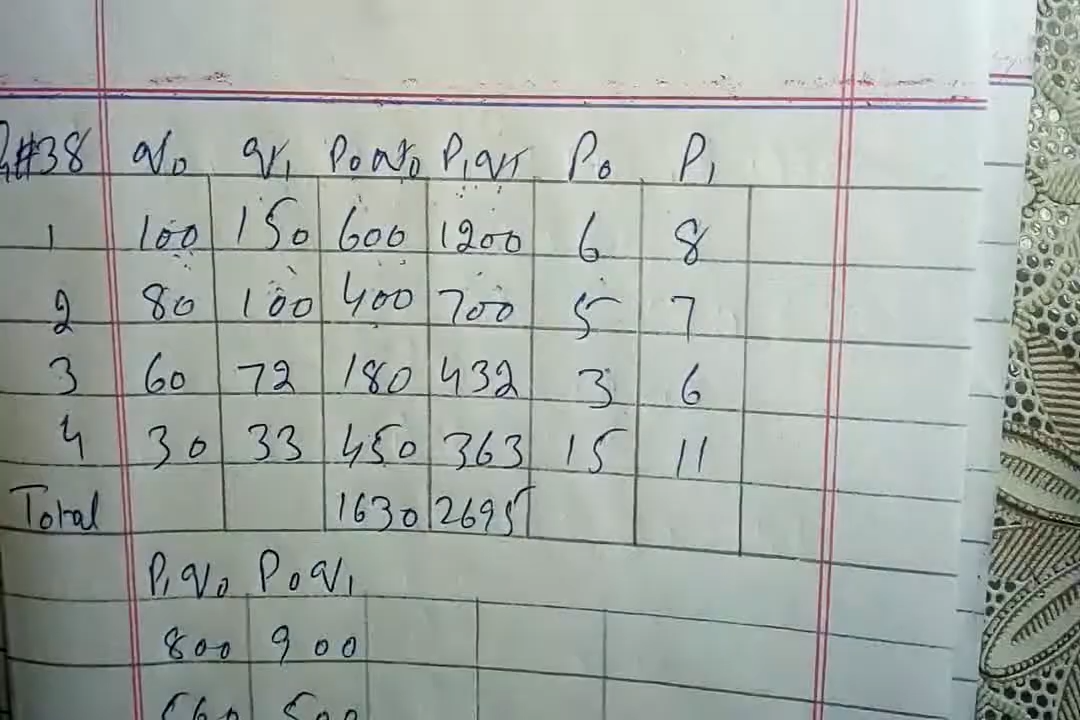 Q#38 q0 q1 P0q0 P1q1 P0 P1
1 100 150 600 1200 6 8
2 80 100 400 700 5 7
3 60 72 180 432 3 6
4 30 33 450 363 15 11
Total 1630 2695
P1q0 P0q1
800 900
560 500